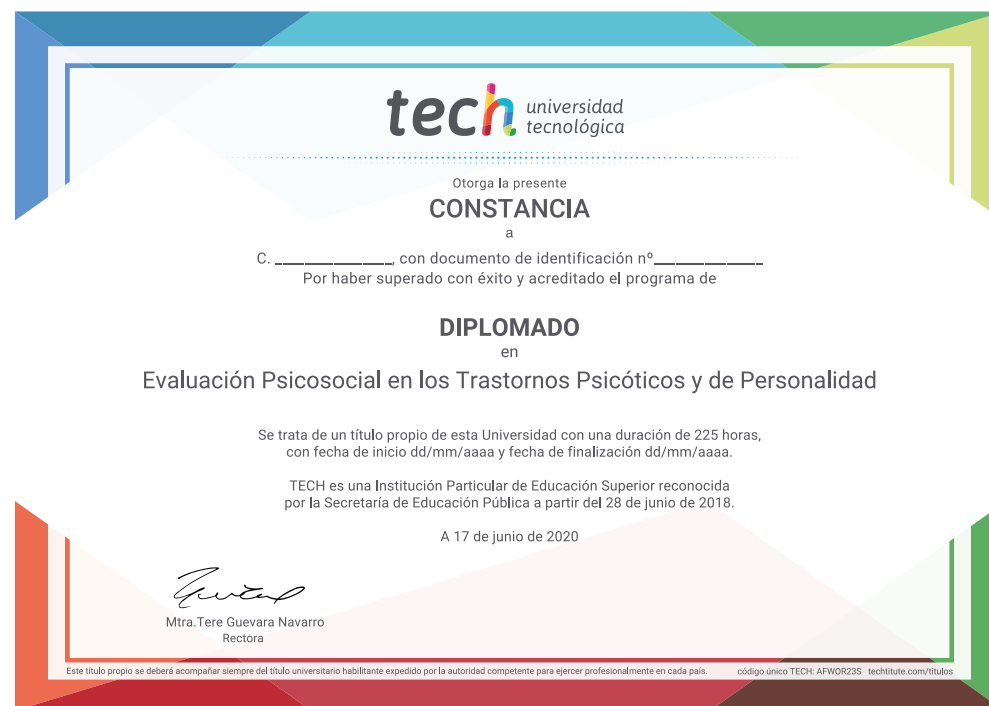 tech universidad
tecnológica
Otorga la presente
CONSTANCIA
a
C. ______________, con documento de identificación nº_____________
Por haber superado con éxito y acreditado el programa de
DIPLOMADO
en
Evaluación Psicosocial en los Trastornos Psicóticos y de Personalidad
Se trata de un título propio de esta Universidad con una duración de 225 horas,
con fecha de inicio dd/mm/aaaa y fecha de finalización dd/mm/aaaa.
TECH es una Institución Particular de Educación Superior reconocida
por la Secretaría de Educación Pública a partir del 28 de junio de 2018.
A 17 de junio de 2020
Mtra.Tere Guevara Navarro
Rectora
Este título propio se deberá acompañar siempre del título universitario habilitante expedido por la autoridad competente para ejercer profesionalmente en cada país. código único TECH: AFWOR23S techtitute.com/titulos